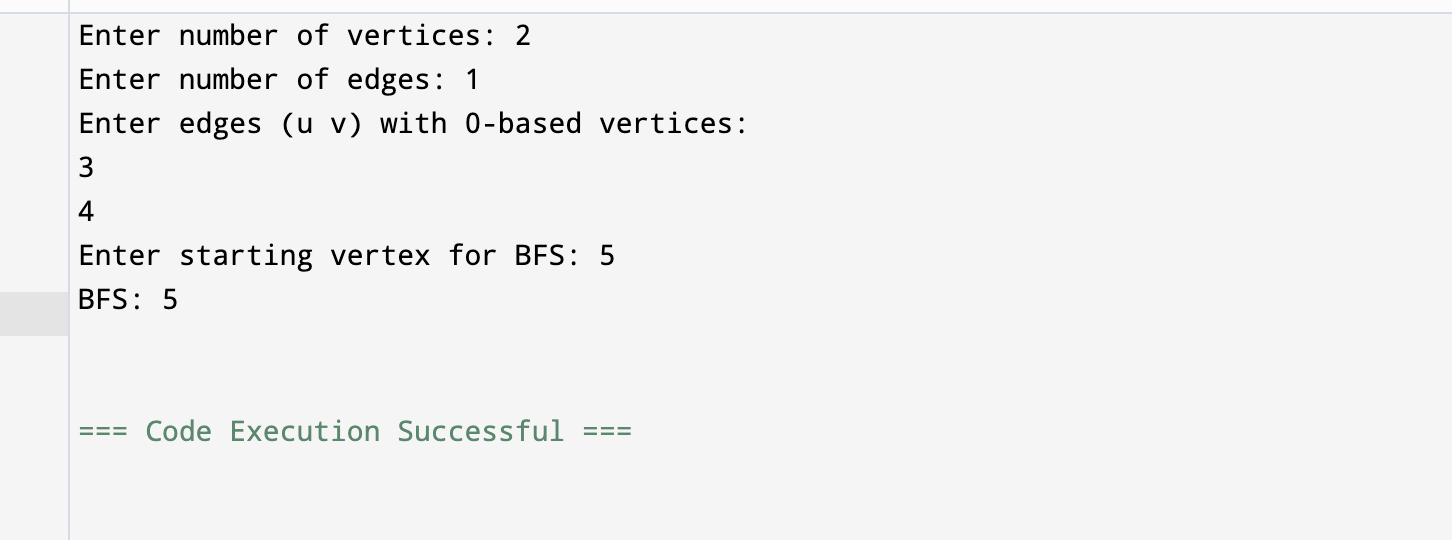 Enter number of vertices: 2
Enter number of edges: 1
Enter edges (u v) with 0-based vertices:
3
4
Enter starting vertex for BFS: 5
BFS: 5
=== Code Execution Successful ===